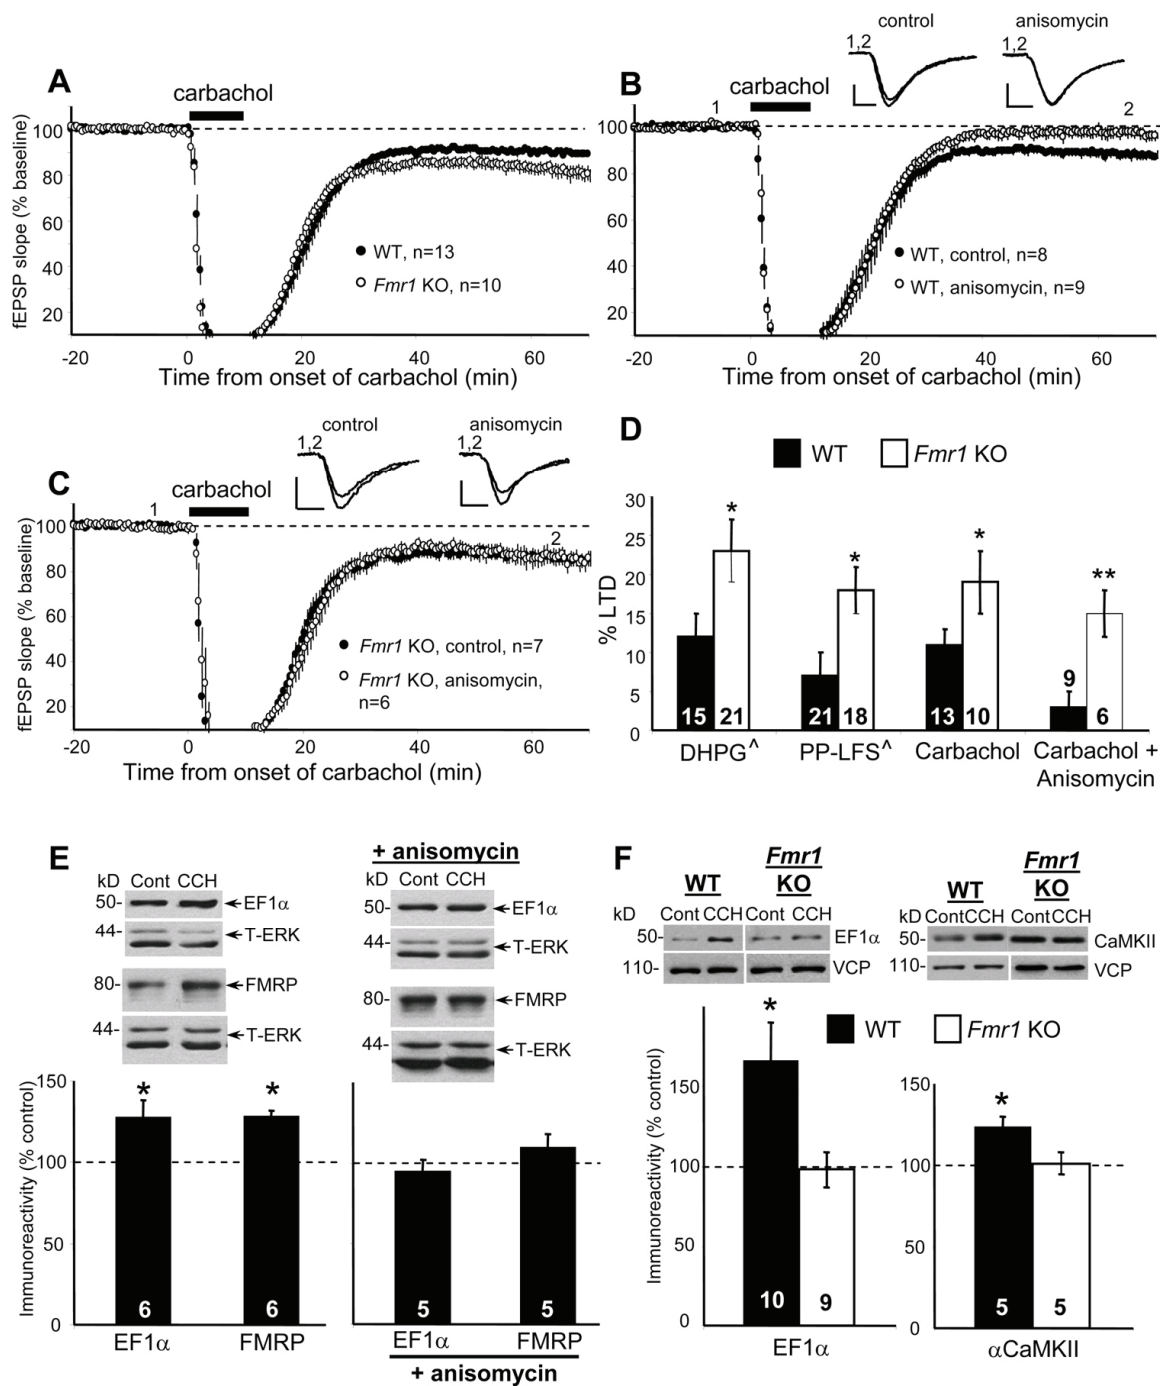 A
carbachol
fEPSP slope (% baseline)
100
80
60
40
20
WT, n=13
Fmr1 KO, n=10
-20 0 20 40 60
Time from onset of carbachol (min)
B
control
anisomycin
1,2
1,2
carbachol
1
2
100
80
60
40
20
WT, control, n=8
WT, anisomycin, n=9
-20 0 20 40 60
Time from onset of carbachol (min)
C
control
anisomycin
1,2
1,2
carbachol
1
2
fEPSP slope (% baseline)
100
80
60
40
20
Fmr1 KO, control, n=7
Fmr1 KO, anisomycin,
n=6
-20 0 20 40 60
Time from onset of carbachol (min)
D
WT Fmr1 KO
% LTD
30
25
20
15
10
5
0
* * * **
15 21 21 18 13 10 9 6
DHPG^ PP-LFS^ Carbachol Carbachol +
Anisomycin
E
kD Cont CCH
50- EF1α
44- T-ERK
80- FMRP
44- T-ERK
+ anisomycin
kD Cont CCH
50- EF1α
44- T-ERK
80- FMRP
44- T-ERK
Immunoreactivity (% control)
150
100
50
0
* *
6 6
EF1α FMRP
5 5
EF1α FMRP
+ anisomycin
F
WT Fmr1
KO
kD Cont CCH Cont CCH
50- EF1α
110- VCP
WT Fmr1
KO
kD Cont CCH Cont CCH
50- CaMKII
110- VCP
WT Fmr1 KO
Immunoreactivity (% control)
150
100
50
0
*
10 9
EF1α
150
100
50
0
*
5 5
αCaMKII